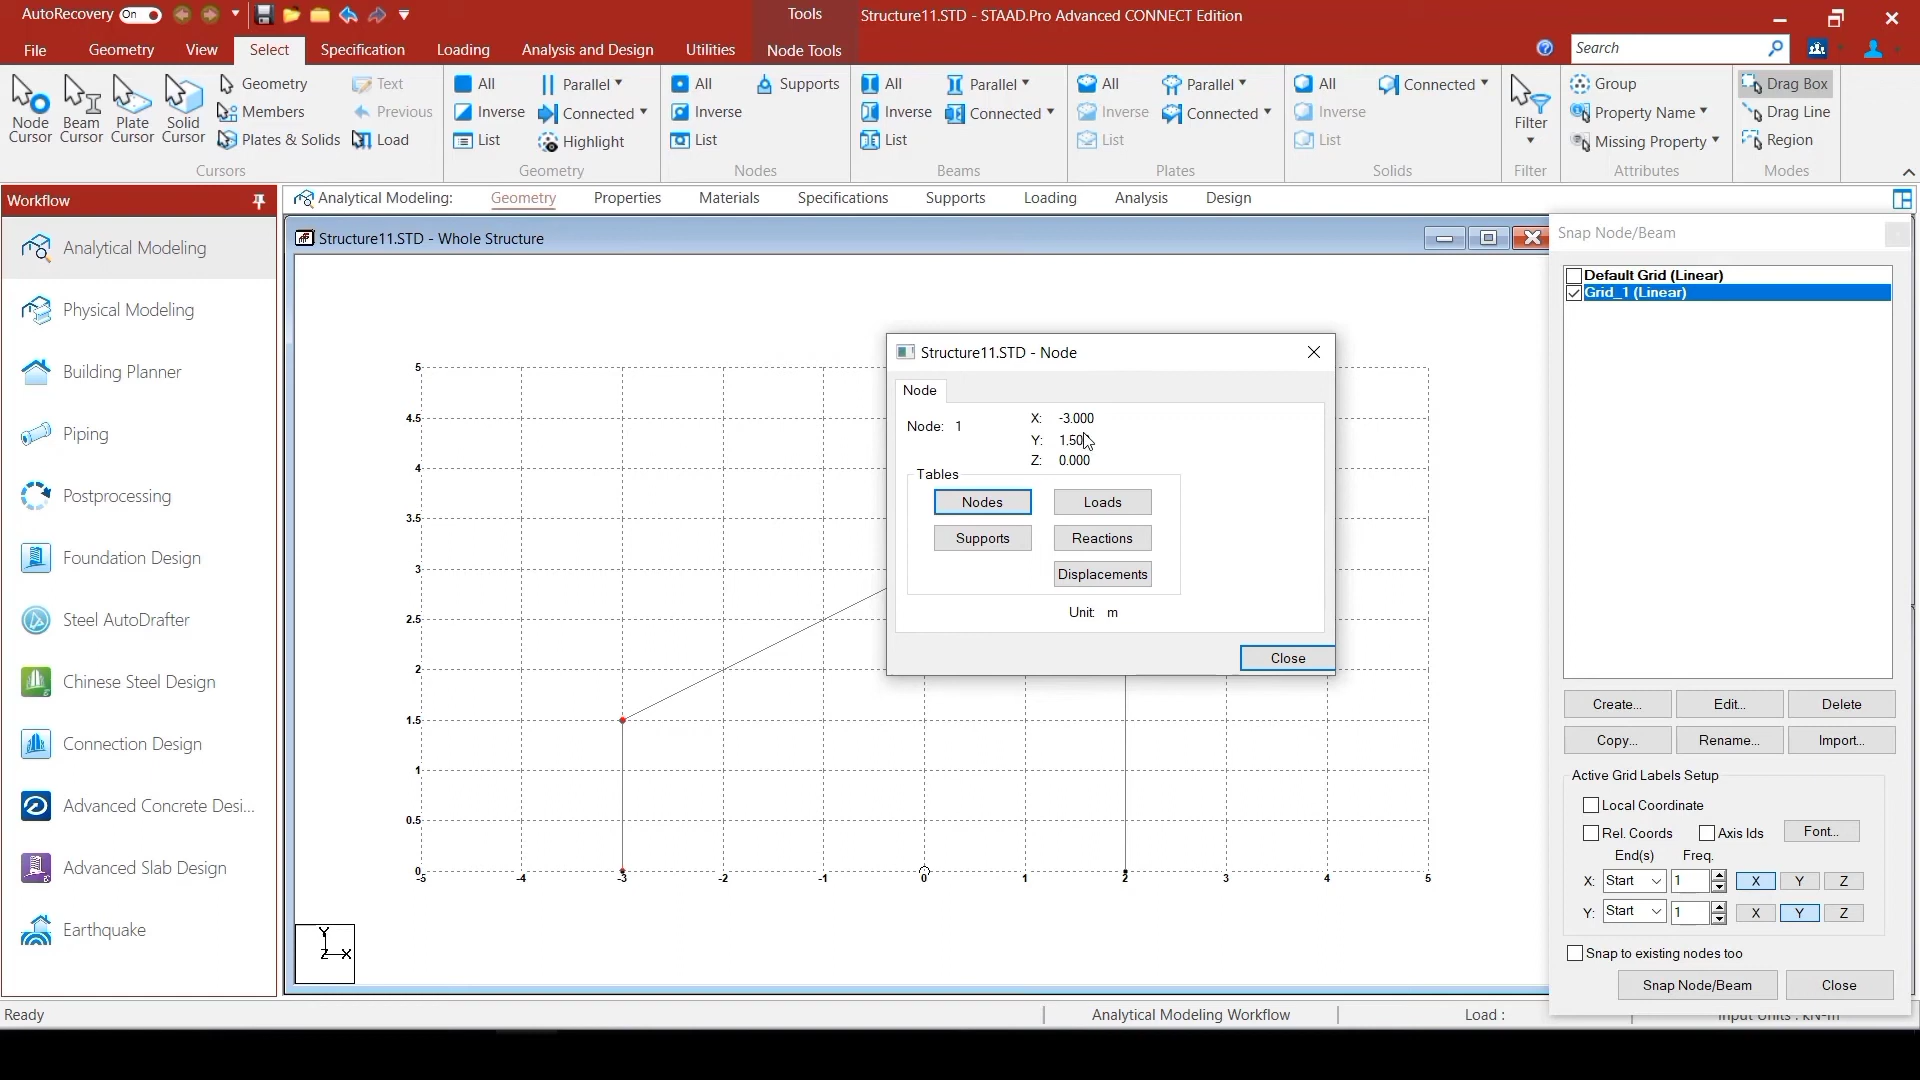 AutoRecovery On
Tools
Structure11.STD - STAAD.Pro Advanced CONNECT Edition
File Geometry View Select Specification Loading Analysis and Design Utilities Node Tools
Search
Node Cursor
Beam Cursor
Plate Cursor
Solid Cursor
Geometry
Members
Plates & Solids
Text
Previous
Load
Cursors
All
Inverse
List
Parallel
Connected
Highlight
Geometry
All
Inverse
List
Supports
Nodes
All
Inverse
List
Parallel
Connected
Beams
All
Inverse
List
Parallel
Connected
Plates
All
Inverse
List
Connected
Solids
Filter
Filter
Group
Property Name
Missing Property
Attributes
Drag Box
Drag Line
Region
Modes
Workflow
Analytical Modeling
Physical Modeling
Building Planner
Piping
Postprocessing
Foundation Design
Steel AutoDrafter
Chinese Steel Design
Connection Design
Advanced Concrete Desi...
Advanced Slab Design
Earthquake
Analytical Modeling: Geometry Properties Materials Specifications Supports Loading Analysis Design
Structure11.STD - Whole Structure
5
4.5
4
3.5
3
2.5
2
1.5
1
0.5
0
-5 -4 -3 -2 -1 0 1 2 3 4 5
Y
Z X
Structure11.STD - Node
Node
Node: 1
X: -3.000
Y: 1.50
Z: 0.000
Tables
Nodes Loads
Supports Reactions
Displacements
Unit: m
Close
Snap Node/Beam
Default Grid (Linear)
Grid_1 (Linear)
Create... Edit... Delete
Copy... Rename... Import...
Active Grid Labels Setup
Local Coordinate
Rel. Coords Axis Ids Font...
End(s) Freq.
X: Start 1 X Y Z
Y: Start 1 X Y Z
Snap to existing nodes too
Snap Node/Beam Close
Ready
Analytical Modeling Workflow
Load :
Input Units : kN-m